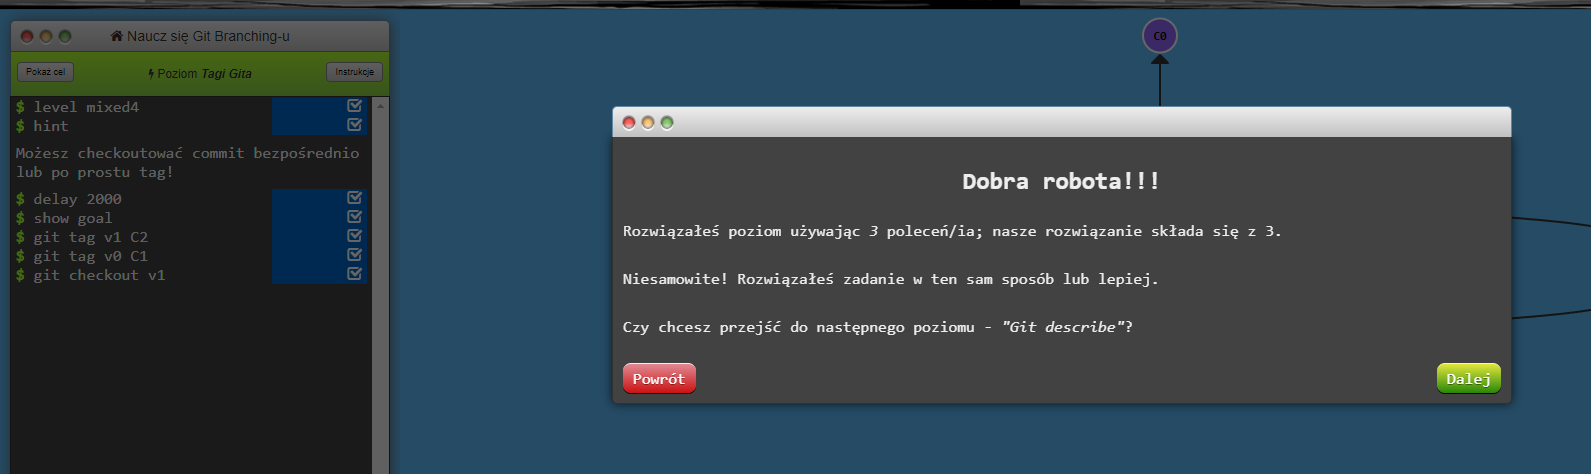 Naucz się Git Branching-u
Pokaż cel
Poziom Tagi Gita
Instrukcje
$ level mixed4
$ hint
Możesz checkoutować commit bezpośrednio
lub po prostu tag!
$ delay 2000
$ show goal
$ git tag v1 C2
$ git tag v0 C1
$ git checkout v1
C0
Dobra robota!!!
Rozwiązałeś poziom używając 3 poleceń/ia; nasze rozwiązanie składa się z 3.
Niesamowite! Rozwiązałeś zadanie w ten sam sposób lub lepiej.
Czy chcesz przejść do następnego poziomu - "Git describe"?
Powrót
Dalej